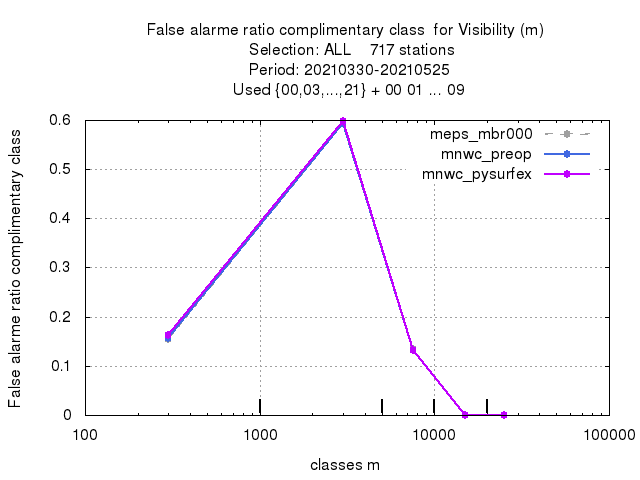 False alarme ratio complimentary class  for Visibility (m)
Selection: ALL    717 stations
Period: 20210330-20210525
Used {00,03,...,21} + 00 01 ... 09
False alarme ratio complimentary class
0.6
0.5
0.4
0.3
0.2
0.1
0
meps_mbr000
mnwc_preop
mnwc_pysurfex
100
1000
10000
100000
classes m